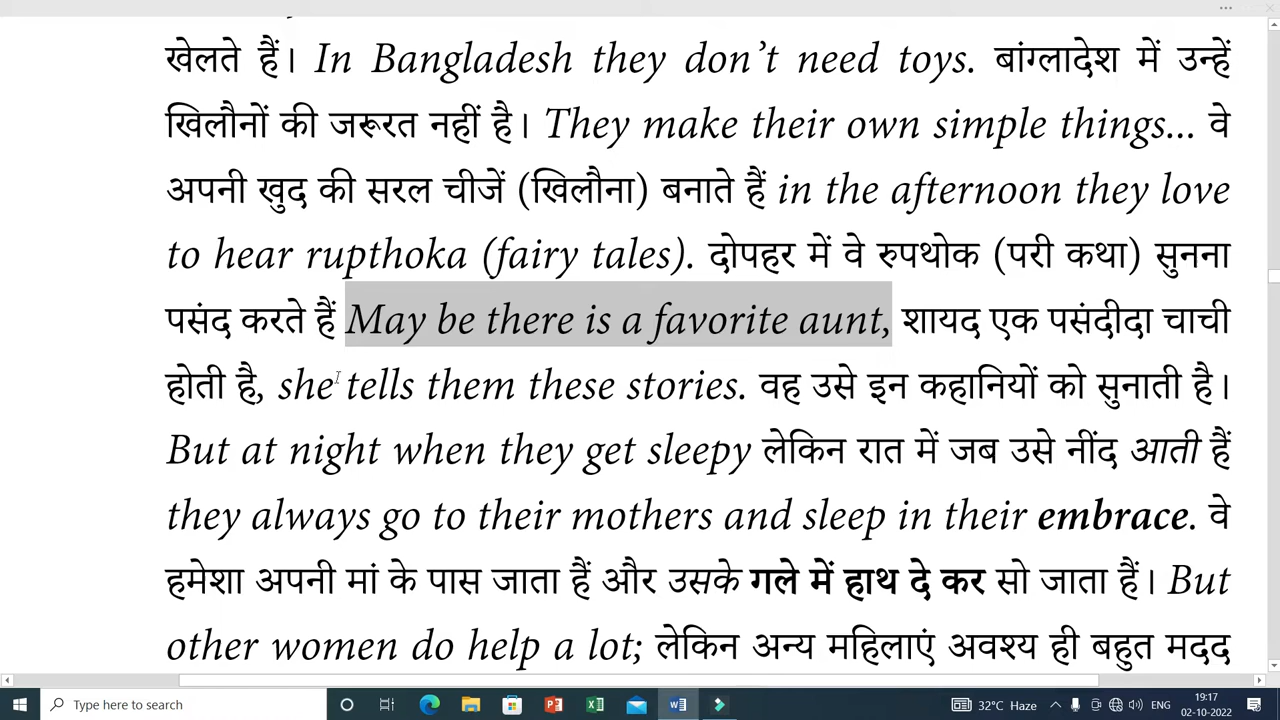 खेलते हैं। In Bangladesh they don’t need toys. बांग्लादेश में उन्हें
खिलौनों की जरूरत नहीं है। They make their own simple things... वे
अपनी खुद की सरल चीजें (खिलौना) बनाते हैं in the afternoon they love
to hear rupthoka (fairy tales). दोपहर में वे रुपथोक (परी कथा) सुनना
पसंद करते हैं May be there is a favorite aunt, शायद एक पसंदीदा चाची
होती है, she tells them these stories. वह उसे इन कहानियों को सुनाती है।
But at night when they get sleepy लेकिन रात में जब उसे नींद आती हैं
they always go to their mothers and sleep in their embrace. वे
हमेशा अपनी मां के पास जाता हैं और उसके गले में हाथ दे कर सो जाता हैं। But
other women do help a lot; लेकिन अन्य महिलाएं अवश्य ही बहुत मदद
Type here to search
32°C Haze
ENG
19:17
02-10-2022